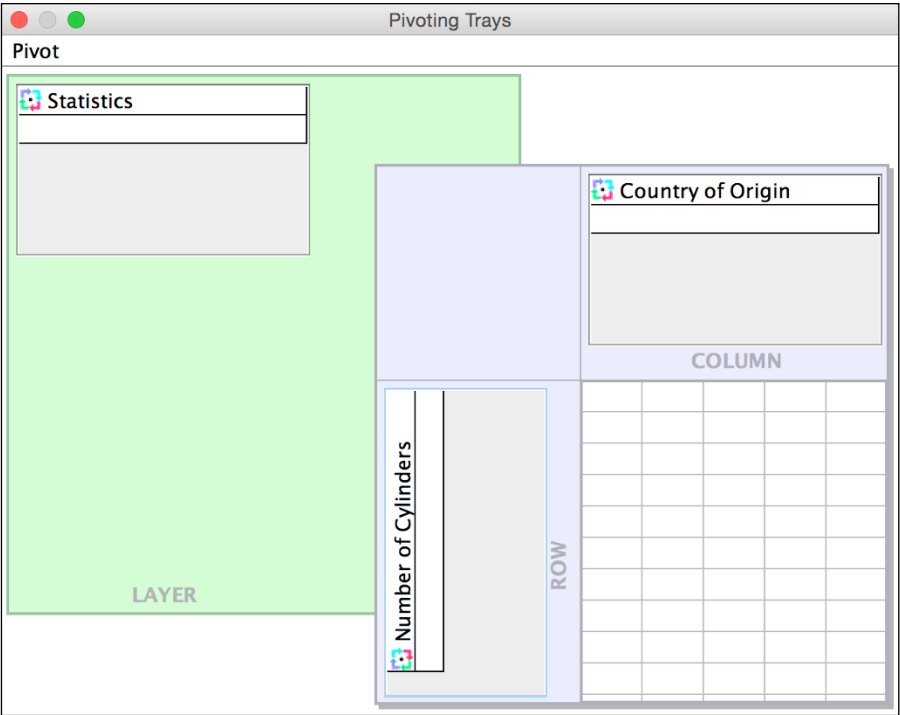 Pivoting Trays
Pivot
Statistics
Country of Origin
COLUMN
Number of Cylinders
ROW
LAYER